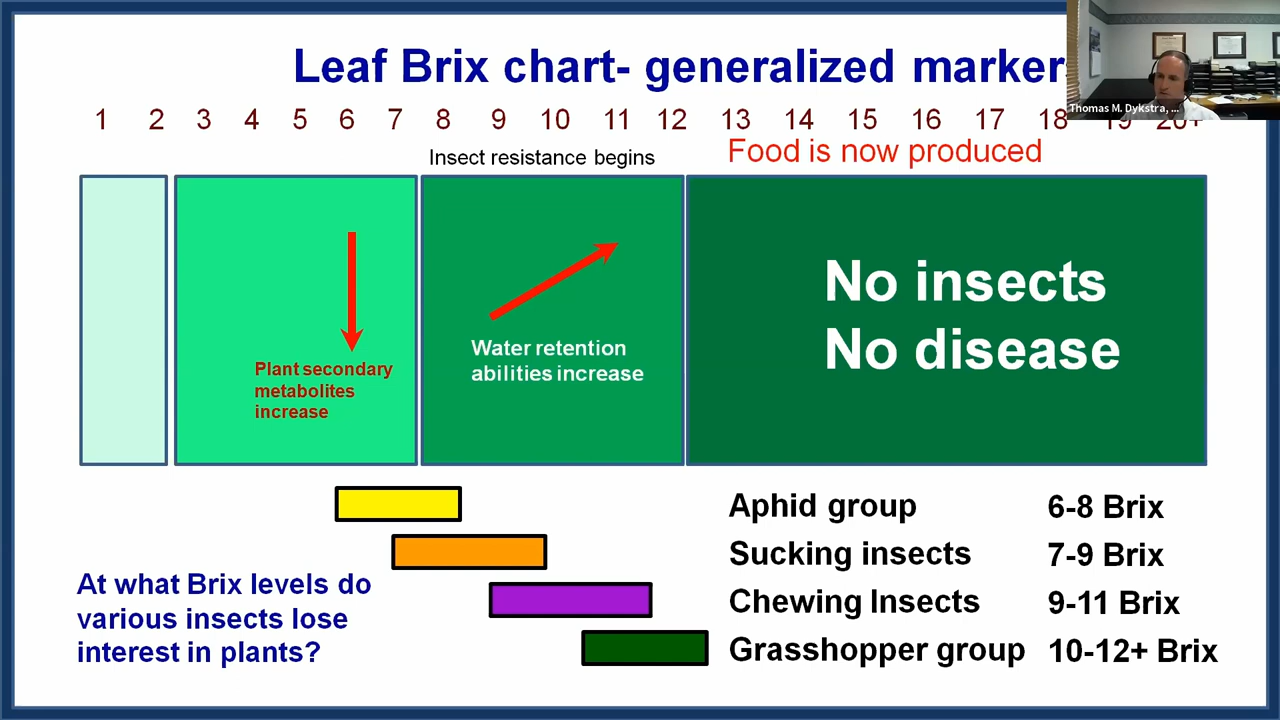 Leaf Brix chart- generalized marker
Thomas M. Dykstra, ...
1 2 3 4 5 6 7 8 9 10 11 12 13 14 15 16 17 18 19 20+
Insect resistance begins
Food is now produced
No insects
No disease
Water retention
abilities increase
Plant secondary
metabolites
increase
Aphid group 6-8 Brix
Sucking insects 7-9 Brix
Chewing Insects 9-11 Brix
Grasshopper group 10-12+ Brix
At what Brix levels do
various insects lose
interest in plants?